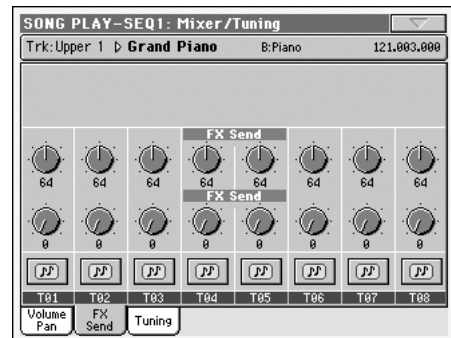 SONG PLAY-SEQ1: Mixer/Tuning
Trk:Upper 1 ▷ Grand Piano B:Piano 121.003.000
FX Send
64 64 64 64 64 64 64 64
FX Send
0 0 0 0 0 0 0 0
T01 T02 T03 T04 T05 T06 T07 T08
Volume Pan FX Send Tuning